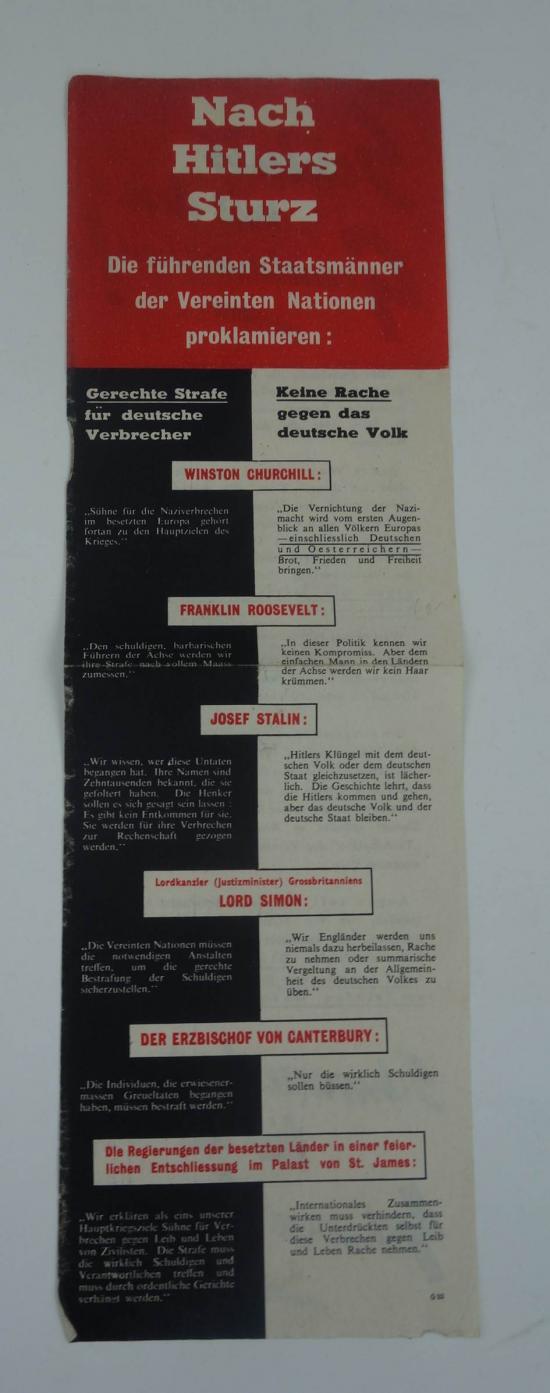 Nach
Hitlers
Sturz
Die führenden Staatsmänner
der Vereinten Nationen
proklamieren:
Gerechte Strafe
für deutsche
Verbrecher
Keine Rache
gegen das
deutsche Volk
WINSTON CHURCHILL:
„Sühne für die Naziverbrechen
im besetzten Europa gehört
fortan zu den Hauptzielen des
Krieges.“
„Die Vernichtung der Nazi-
macht wird vom ersten Augen-
blick an allen Völkern Europas
—einschliesslich Deutschen
und Oesterreichern—
Brot, Frieden und Freiheit
bringen.“
FRANKLIN ROOSEVELT:
„Den schuldigen, barbarischen
Führern der Achse werden wir
ihre Strafe nach vollem Mass
zumessen.“
„In dieser Politik kennen wir
keinen Kompromiss. Aber dem
einfachen Mann in den Ländern
der Achse werden wir kein Haar
krümmen.“
JOSEF STALIN:
„Wir wissen, wer diese Untaten
begangen hat. Ihre Namen sind
Zehntausenden bekannt, die sie
gefoltert haben. Die Henker
sollen es sich gesagt sein lassen:
Es gibt kein Entkommen für sie.
Sie werden für ihre Verbrechen
zur Rechenschaft gezogen
werden.“
„Hitlers Klüngel mit dem deut-
schen Volk oder dem deutschen
Staat gleichzusetzen, ist lächer-
lich. Die Geschichte lehrt, dass
die Hitlers kommen und gehen,
aber das deutsche Volk und der
deutsche Staat bleiben.“
Lordkanzler (Justizminister) Grossbritanniens
LORD SIMON:
„Die Vereinten Nationen müssen
die notwendigen Anstalten
treffen, um die gerechte
Bestrafung der Schuldigen
sicherzustellen.“
„Wir Engländer werden uns
niemals dazu herbeilassen, Rache
zu nehmen oder summarische
Vergeltung an der Allgemein-
heit des deutschen Volkes zu
üben.“
DER ERZBISCHOF VON CANTERBURY:
„Die Individuen, die erwiesener-
massen Greueltaten begangen
haben, müssen bestraft werden.“
„Nur die wirklich Schuldigen
sollen büssen.“
Die Regierungen der besetzten Länder in einer feier-
lichen Entschliessung im Palast von St. James:
„Wir erklären als eins unserer
Hauptkriegsziele Sühne für Ver-
brechen gegen Leib und Leben
von Zivilisten. Die Strafe muss
die wirklich Schuldigen und
Verantwortlichen treffen und
muss durch ordentliche Gerichte
verhängt werden.“
„Internationales Zusammen-
wirken muss verhindern, dass
die Unterdrückten selbst für
diese Verbrechen gegen Leib
und Leben Rache nehmen.“